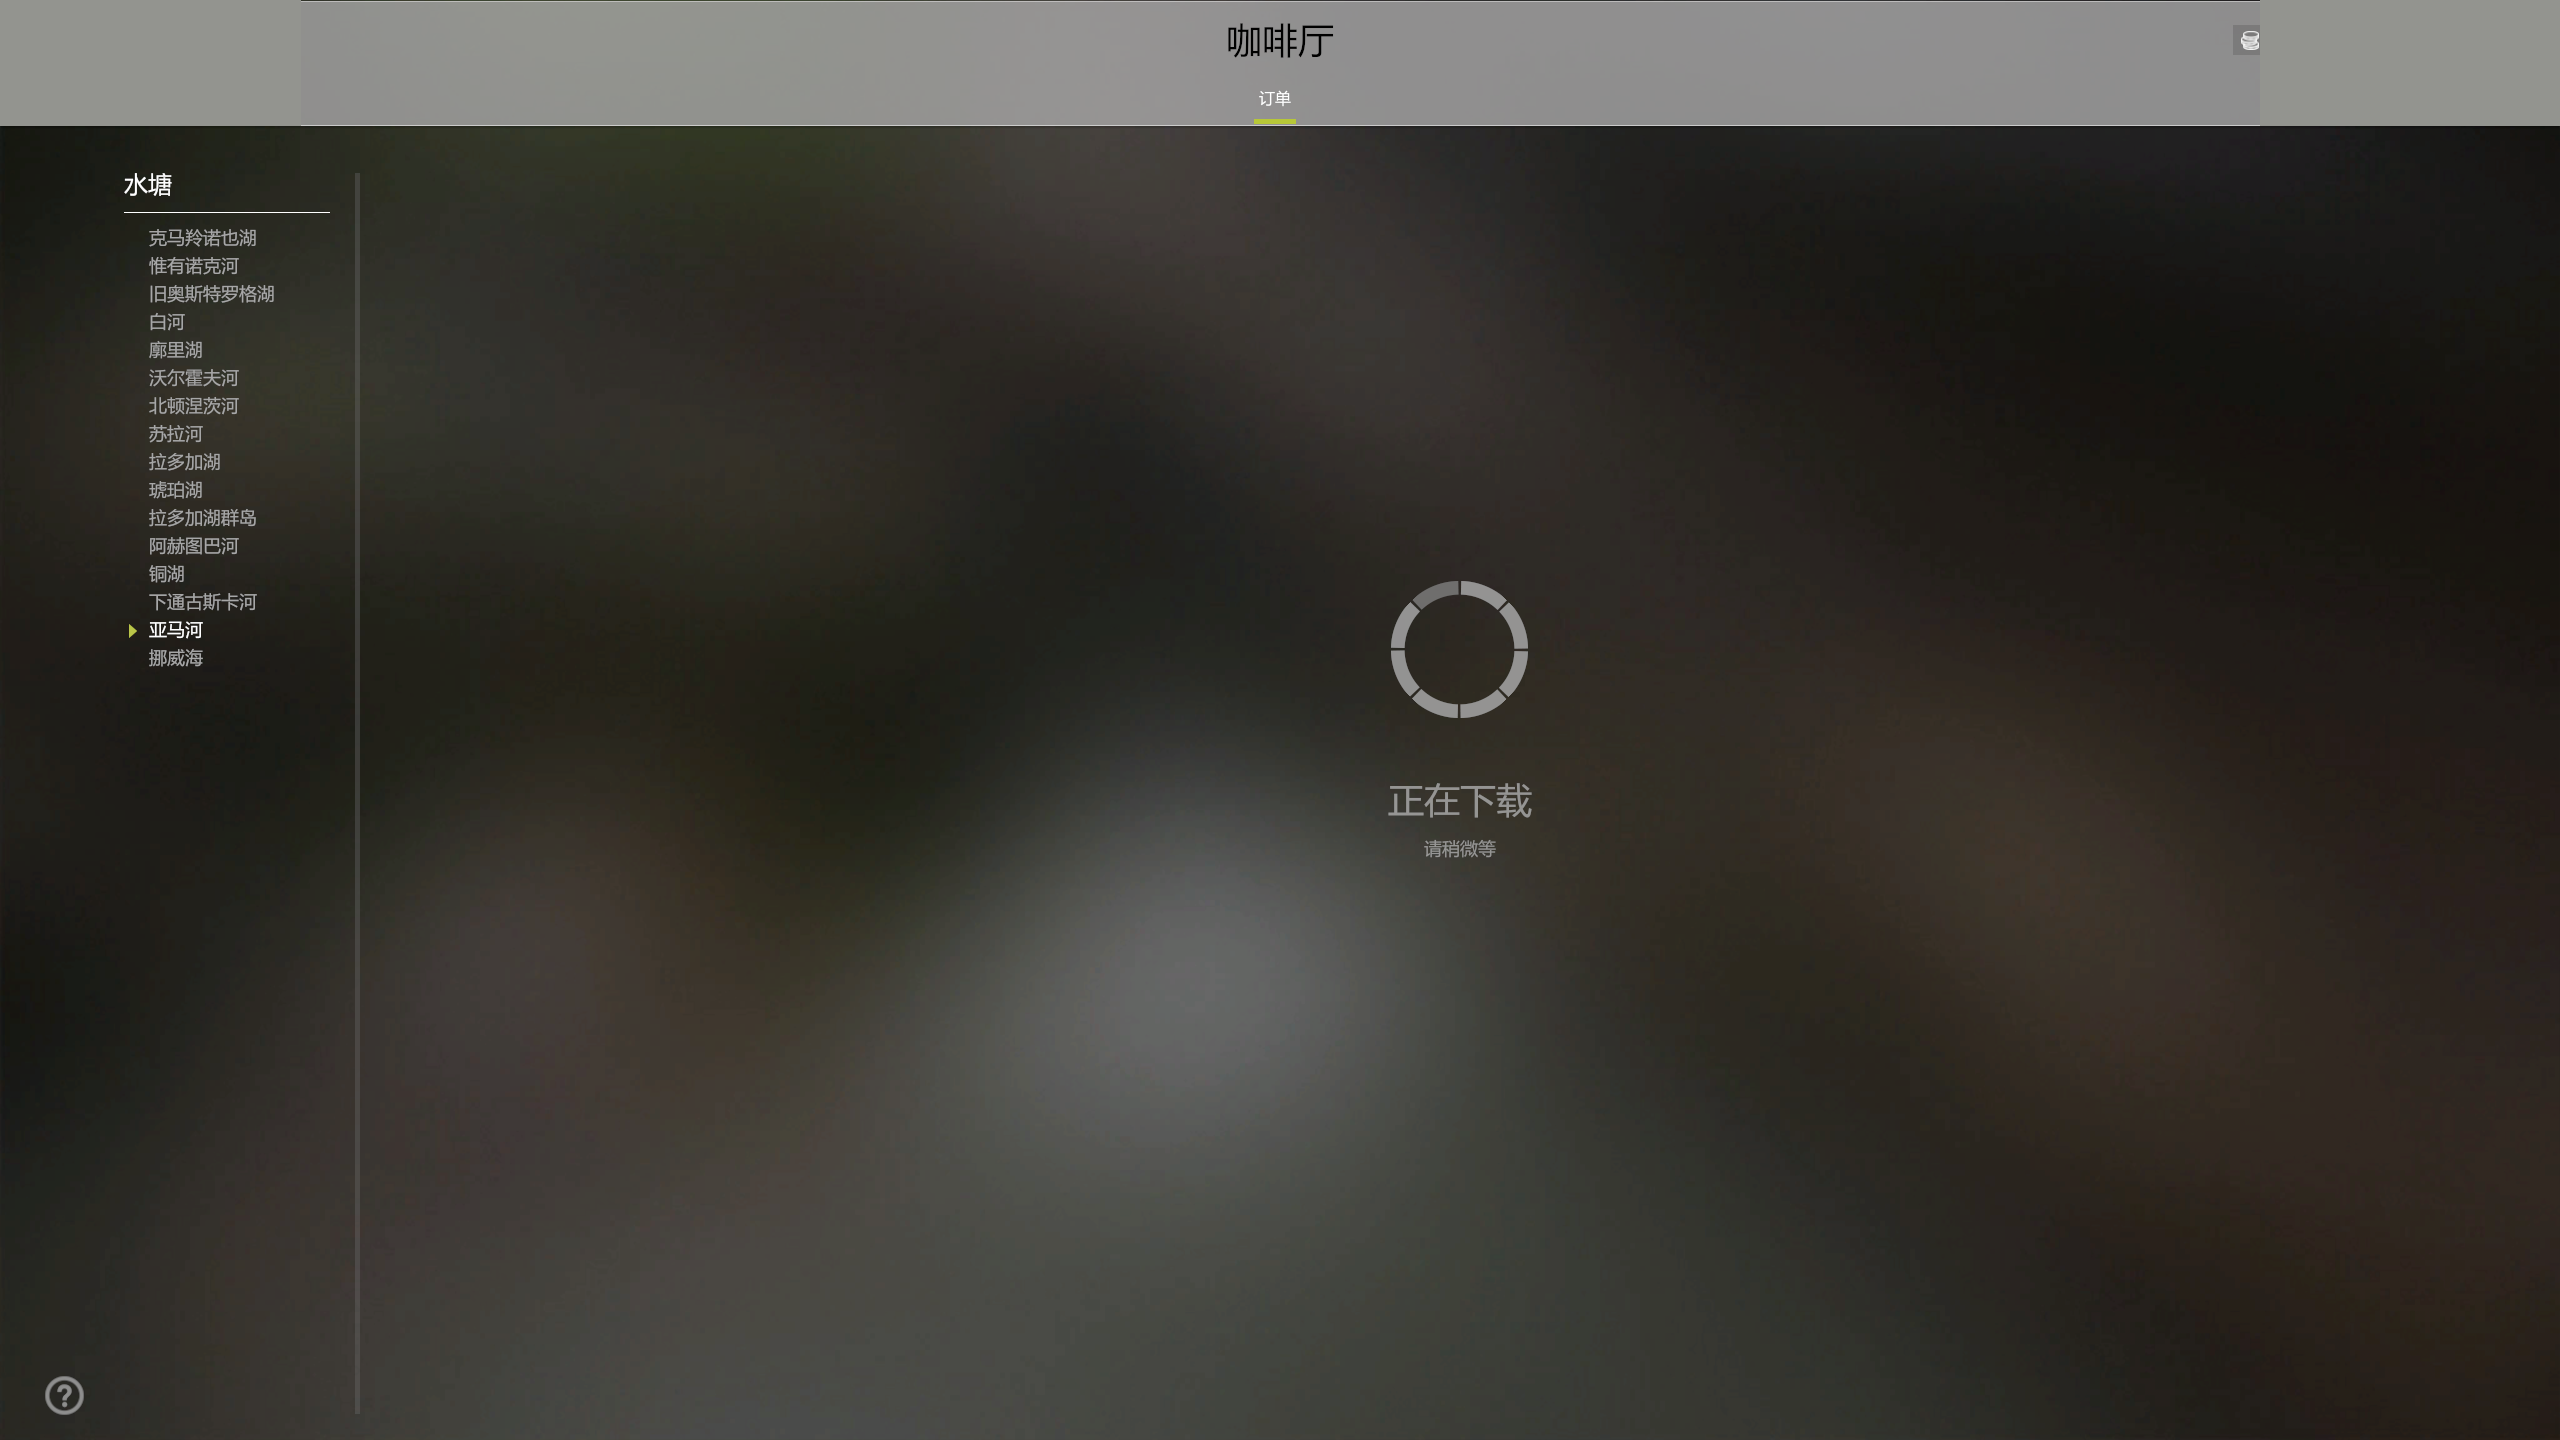 咖啡厅
订单
水塘
克马羚诺也湖
惟有诺克河
旧奥斯特罗格湖
白河
廓里湖
沃尔霍夫河
北顿涅茨河
苏拉河
拉多加湖
琥珀湖
拉多加湖群岛
阿赫图巴河
铜湖
下通古斯卡河
亚马河
挪威海
正在下载
请稍微等
?